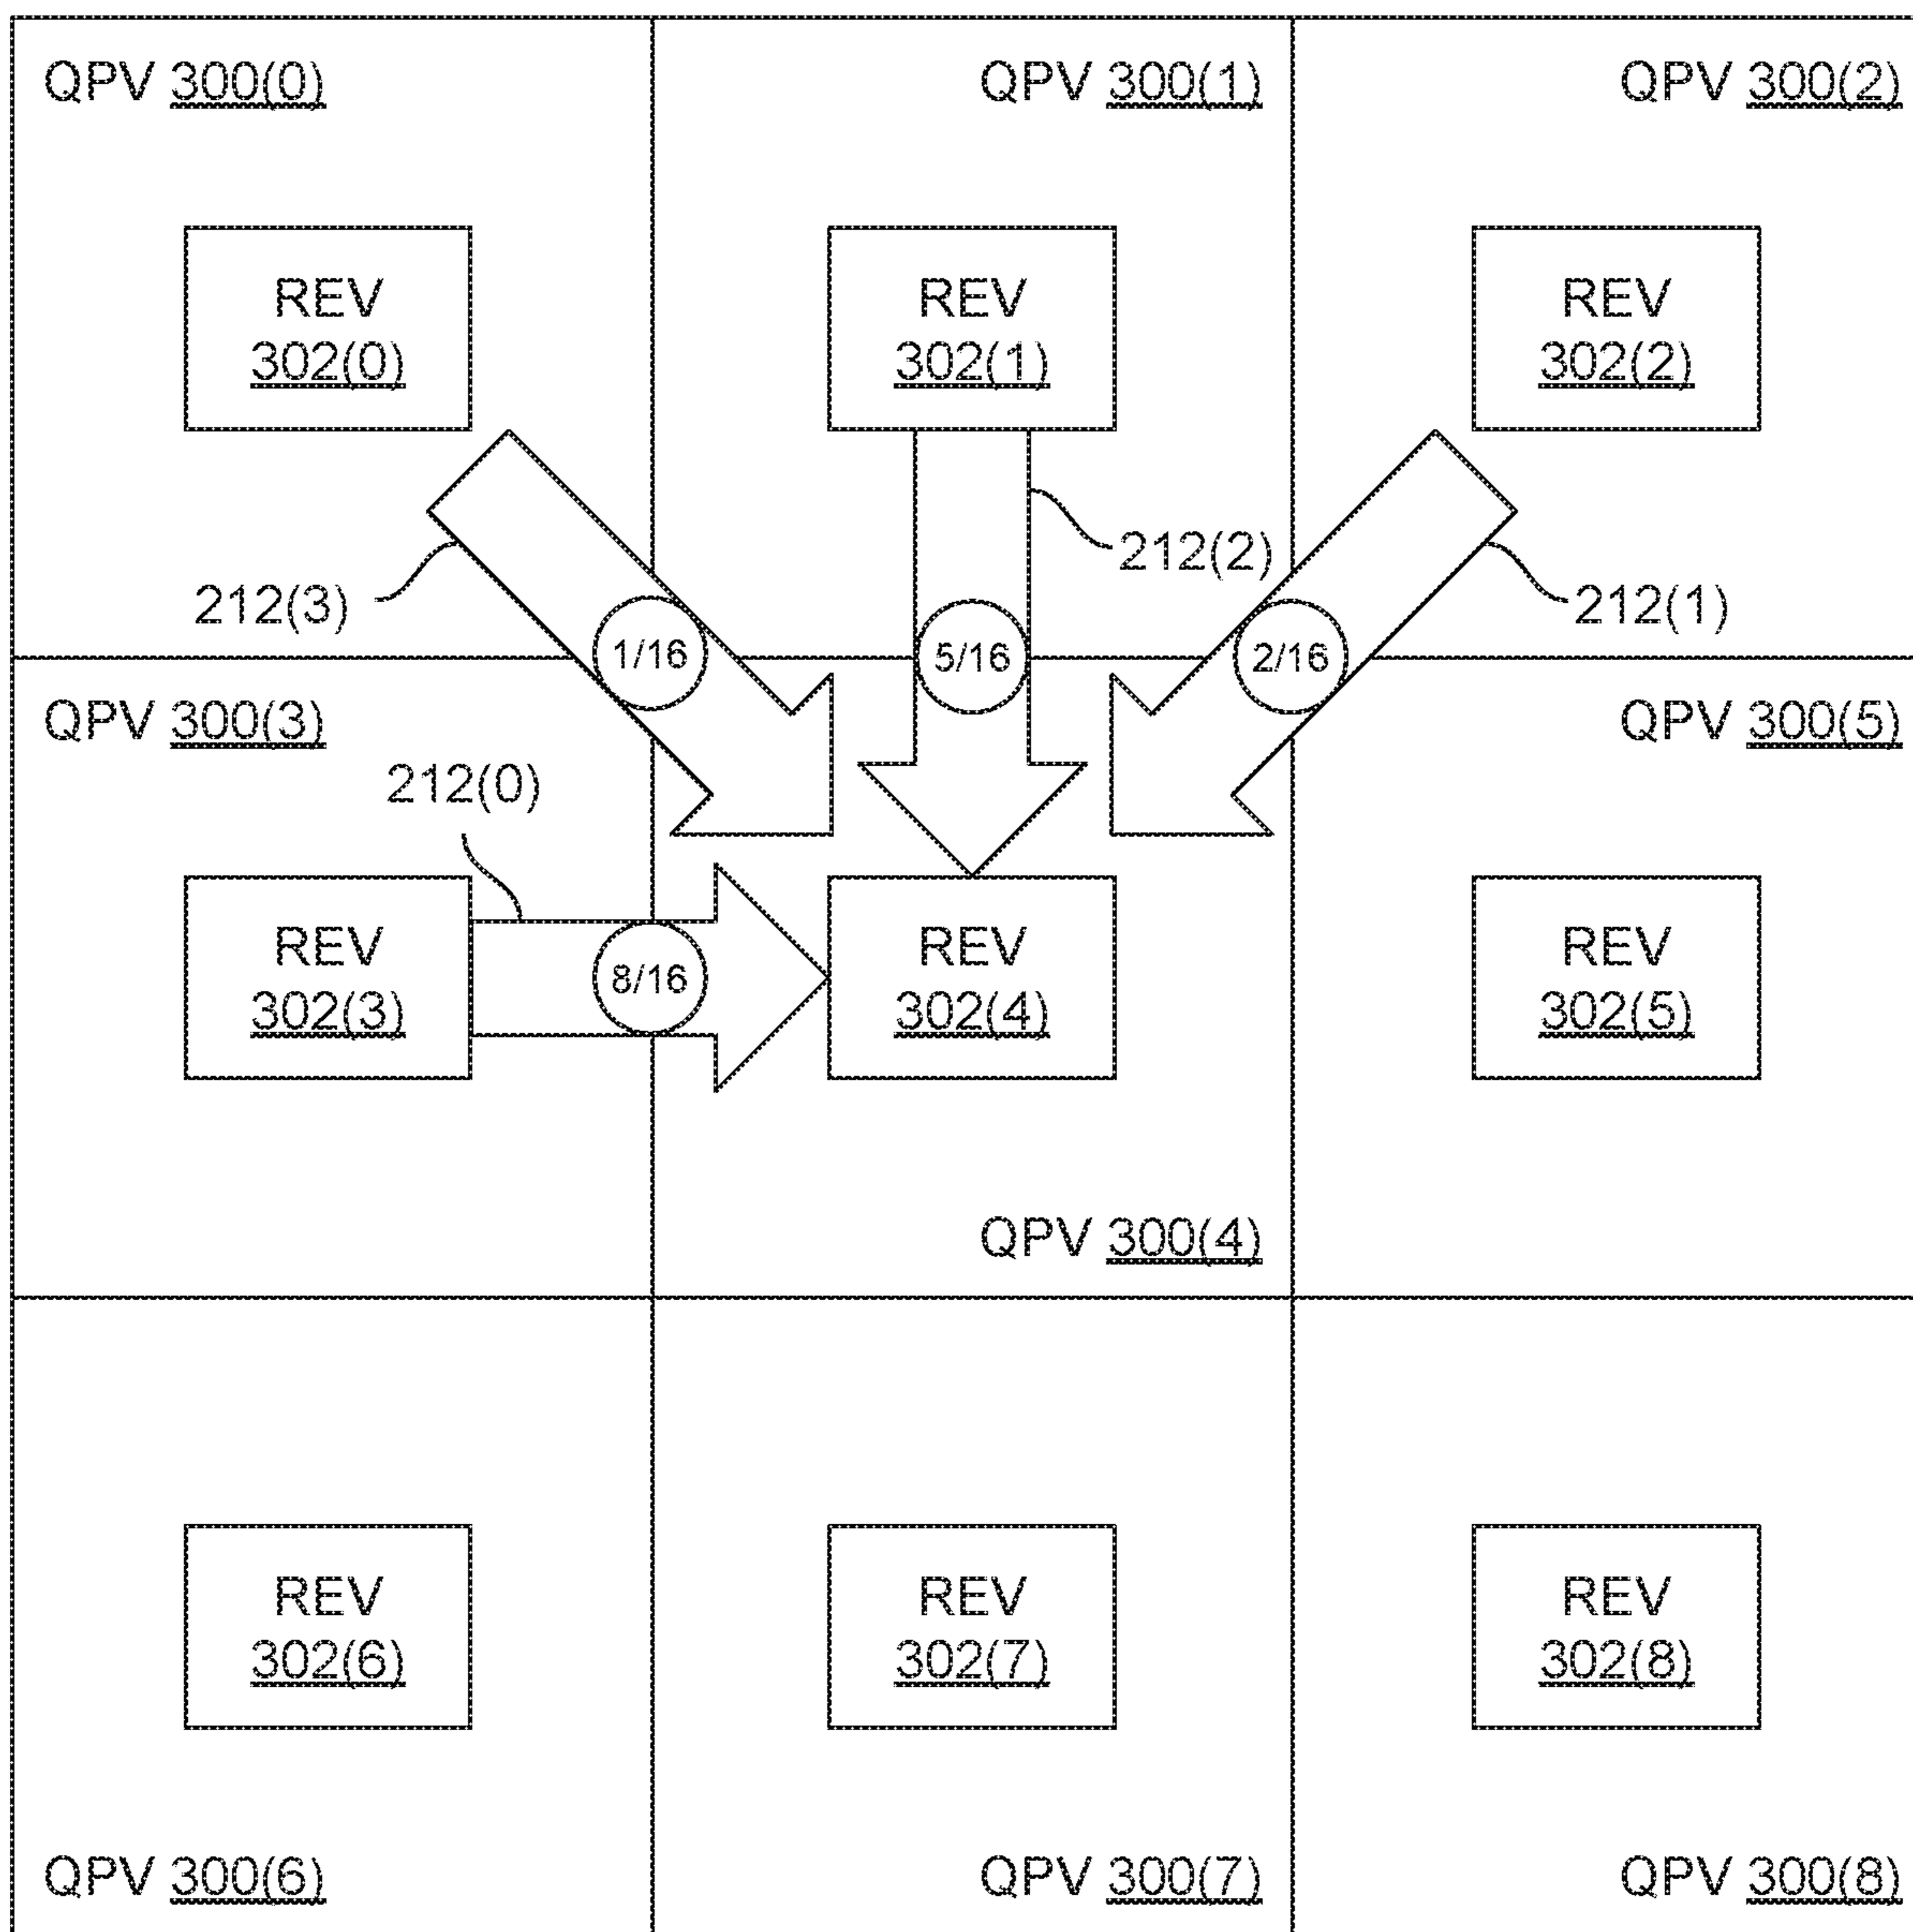 QPV 300(0)
QPV 300(1)
QPV 300(2)
REV
302(0)
REV
302(1)
REV
302(2)
212(3)
212(2)
212(1)
1/16
5/16
2/16
QPV 300(3)
QPV 300(5)
212(0)
REV
302(3)
8/16
REV
302(4)
REV
302(5)
QPV 300(4)
REV
302(6)
REV
302(7)
REV
302(8)
QPV 300(6)
QPV 300(7)
QPV 300(8)